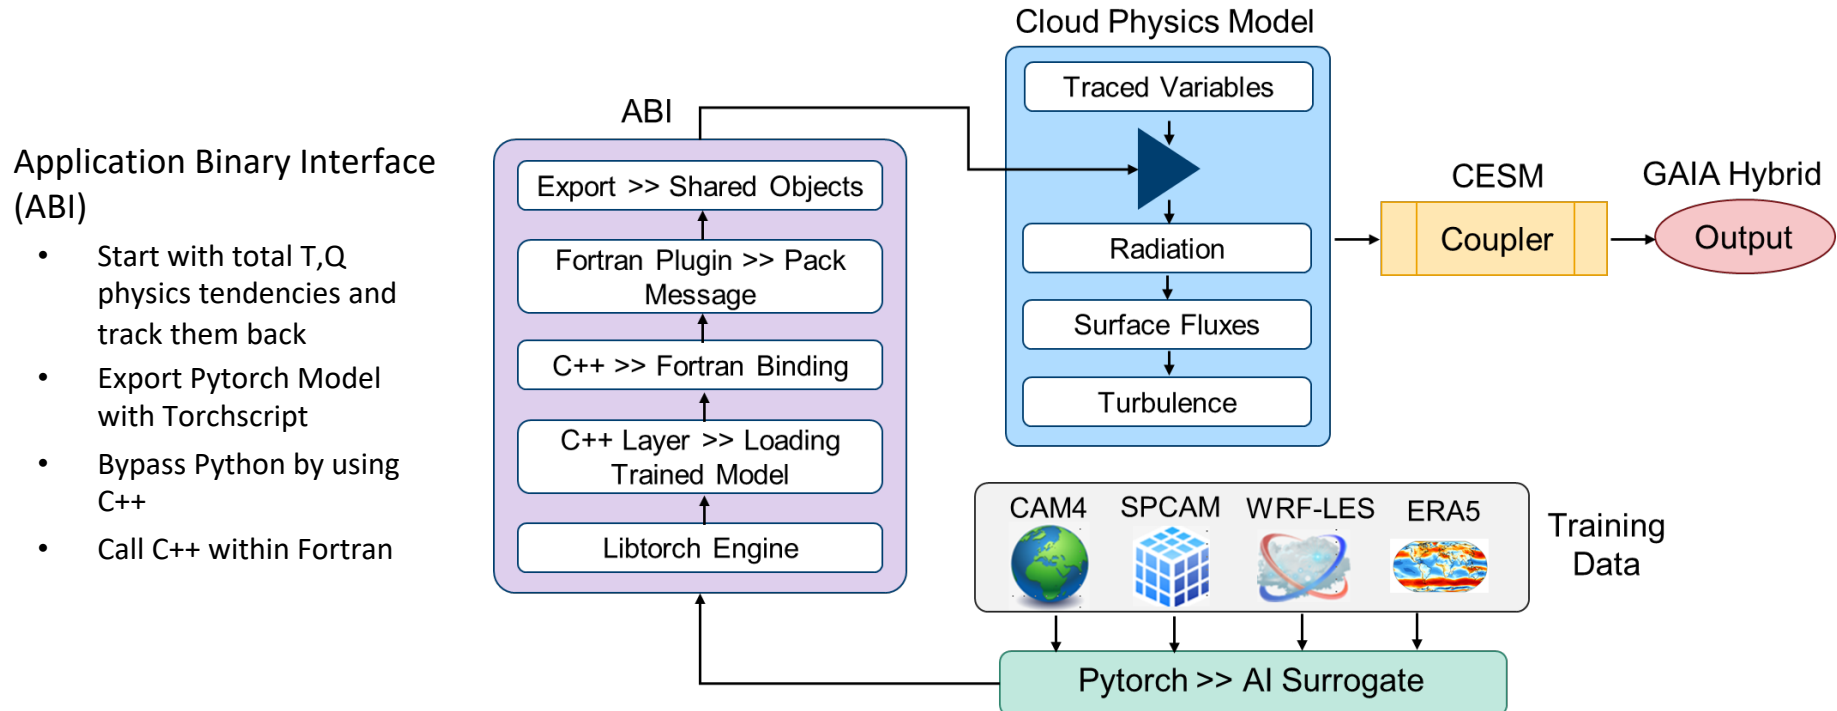 Application Binary Interface
(ABI)
• Start with total T,Q
physics tendencies and
track them back
• Export Pytorch Model
with Torchscript
• Bypass Python by using
C++
• Call C++ within Fortran
ABI
Export >> Shared Objects
Fortran Plugin >> Pack
Message
C++ >> Fortran Binding
C++ Layer >> Loading
Trained Model
Libtorch Engine
Cloud Physics Model
Traced Variables
Radiation
Surface Fluxes
Turbulence
CESM
Coupler
GAIA Hybrid
Output
CAM4
SPCAM
WRF-LES
ERA5
Training
Data
Pytorch >> AI Surrogate